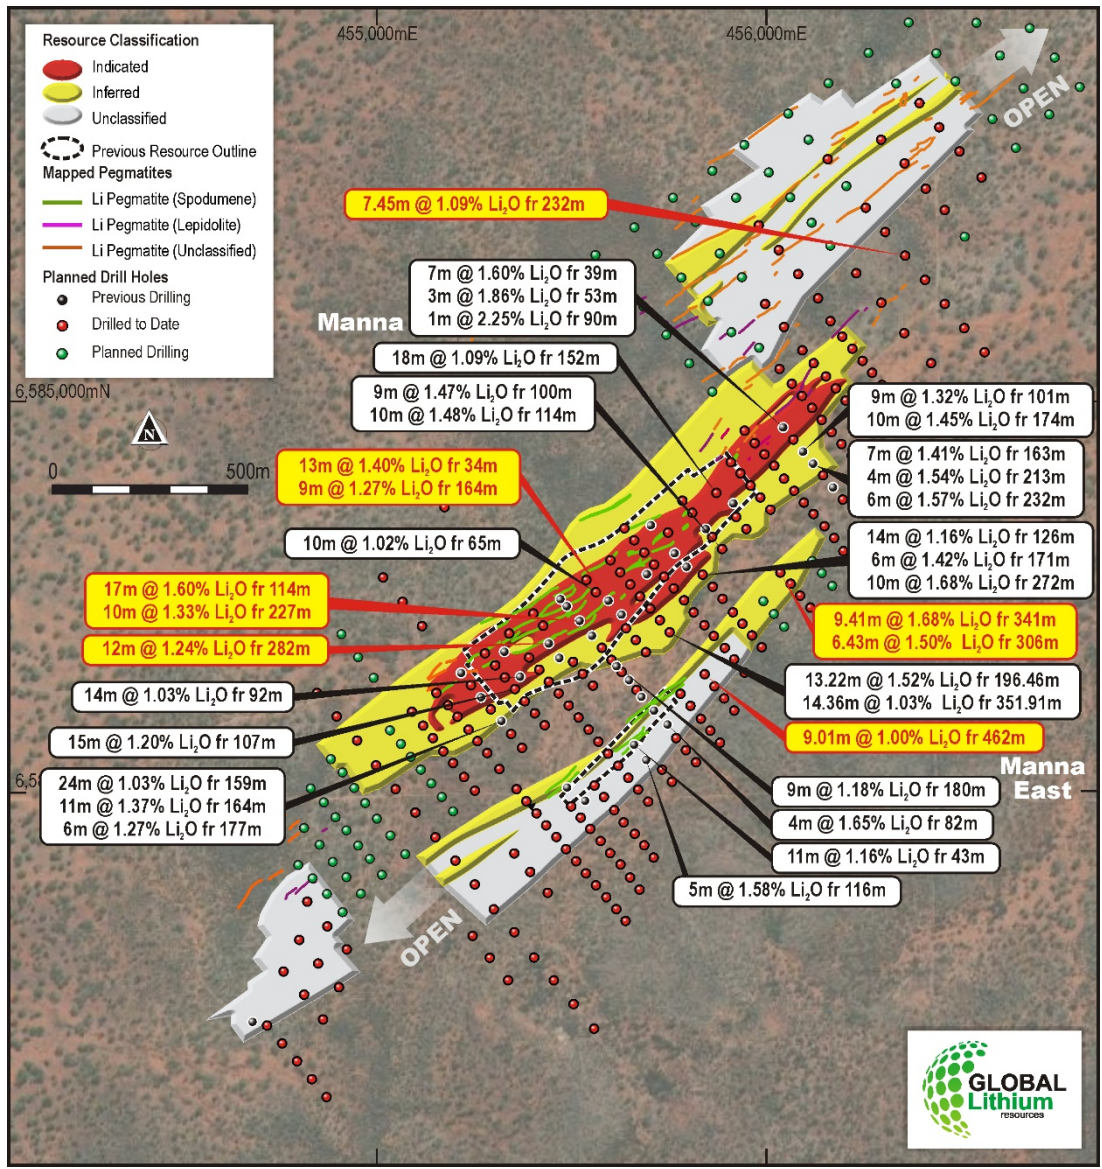 455,000mE
456,000mE
Resource Classification
Indicated
Inferred
Unclassified
Previous Resource Outline
Mapped Pegmatites
Li Pegmatite (Spodumene)
Li Pegmatite (Lepidolite)
Li Pegmatite (Unclassified)
Planned Drill Holes
Previous Drilling
Drilled to Date
Planned Drilling
OPEN
7.45m @ 1.09% Li₂O fr 232m
7m @ 1.60% Li₂O fr 39m
3m @ 1.86% Li₂O fr 53m
1m @ 2.25% Li₂O fr 90m
Manna
18m @ 1.09% Li₂O fr 152m
6,585,000mN
9m @ 1.47% Li₂O fr 100m
10m @ 1.48% Li₂O fr 114m
9m @ 1.32% Li₂O fr 101m
10m @ 1.45% Li₂O fr 174m
N
0 500m
13m @ 1.40% Li₂O fr 34m
9m @ 1.27% Li₂O fr 164m
7m @ 1.41% Li₂O fr 163m
4m @ 1.54% Li₂O fr 213m
6m @ 1.57% Li₂O fr 232m
10m @ 1.02% Li₂O fr 65m
14m @ 1.16% Li₂O fr 126m
6m @ 1.42% Li₂O fr 171m
10m @ 1.68% Li₂O fr 272m
17m @ 1.60% Li₂O fr 114m
10m @ 1.33% Li₂O fr 227m
9.41m @ 1.68% Li₂O fr 341m
6.43m @ 1.50% Li₂O fr 306m
12m @ 1.24% Li₂O fr 282m
13.22m @ 1.52% Li₂O fr 196.46m
14.36m @ 1.03% Li₂O fr 351.91m
14m @ 1.03% Li₂O fr 92m
15m @ 1.20% Li₂O fr 107m
9.01m @ 1.00% Li₂O fr 462m
Manna
East
24m @ 1.03% Li₂O fr 159m
11m @ 1.37% Li₂O fr 164m
6m @ 1.27% Li₂O fr 177m
9m @ 1.18% Li₂O fr 180m
4m @ 1.65% Li₂O fr 82m
11m @ 1.16% Li₂O fr 43m
5m @ 1.58% Li₂O fr 116m
OPEN
GLOBAL
Lithium
resources